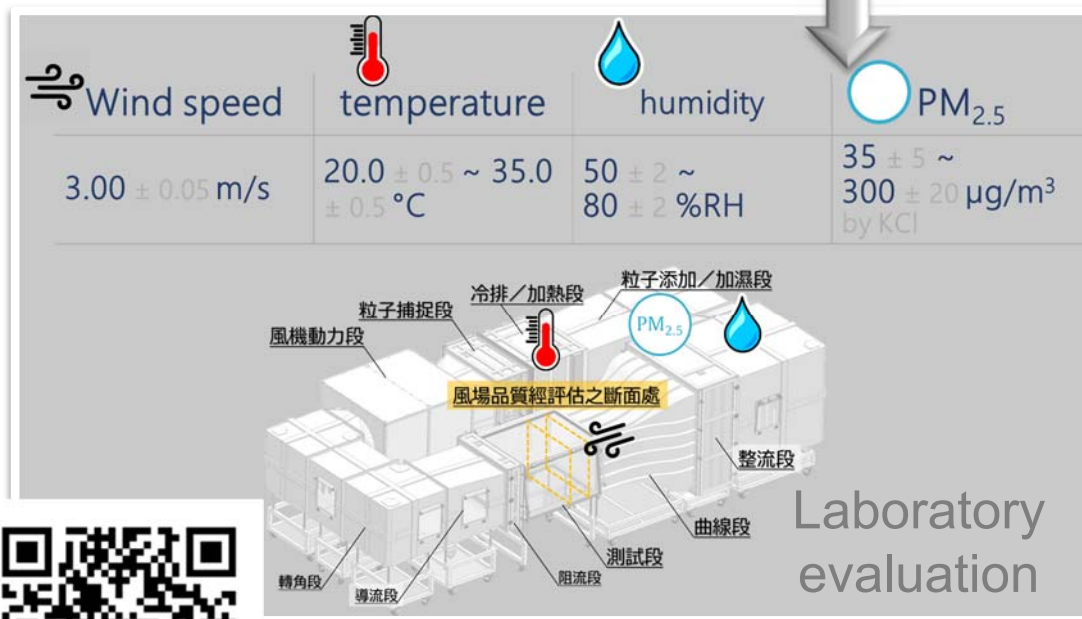 Wind speed
temperature
humidity
PM2.5
3.00 ± 0.05 m/s
20.0 ± 0.5 ~ 35.0
± 0.5 °C
50 ± 2 ~
80 ± 2 %RH
35 ± 5 ~
300 ± 20 μg/m³
by KCl
粒子添加／加濕段
冷排／加熱段
粒子捕捉段
風機動力段
PM2.5
風場品質經評估之斷面處
整流段
曲線段
測試段
阻流段
導流段
轉角段
Laboratory
evaluation